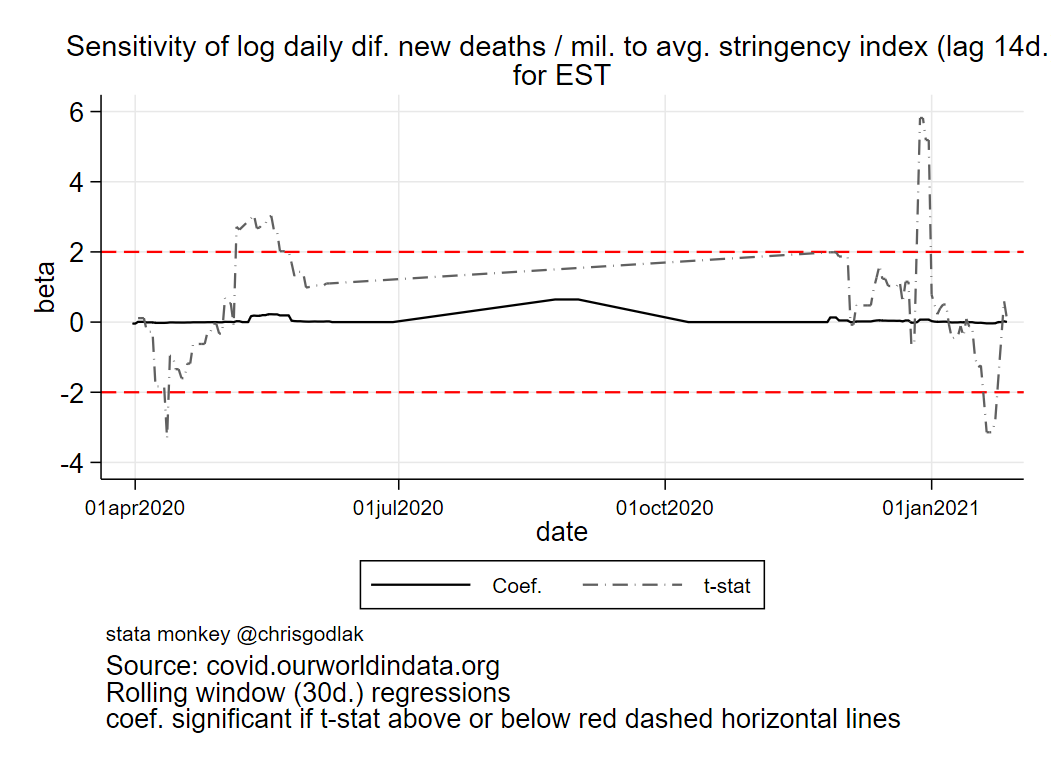 Sensitivity of log daily dif. new deaths / mil. to avg. stringency index (lag 14d.
for EST
6
4
2
0
-2
-4
beta
01apr2020 01jul2020 01oct2020 01jan2021
date
Coef. t-stat
stata monkey @chrisgodlak
Source: covid.ourworldindata.org
Rolling window (30d.) regressions
coef. significant if t-stat above or below red dashed horizontal lines